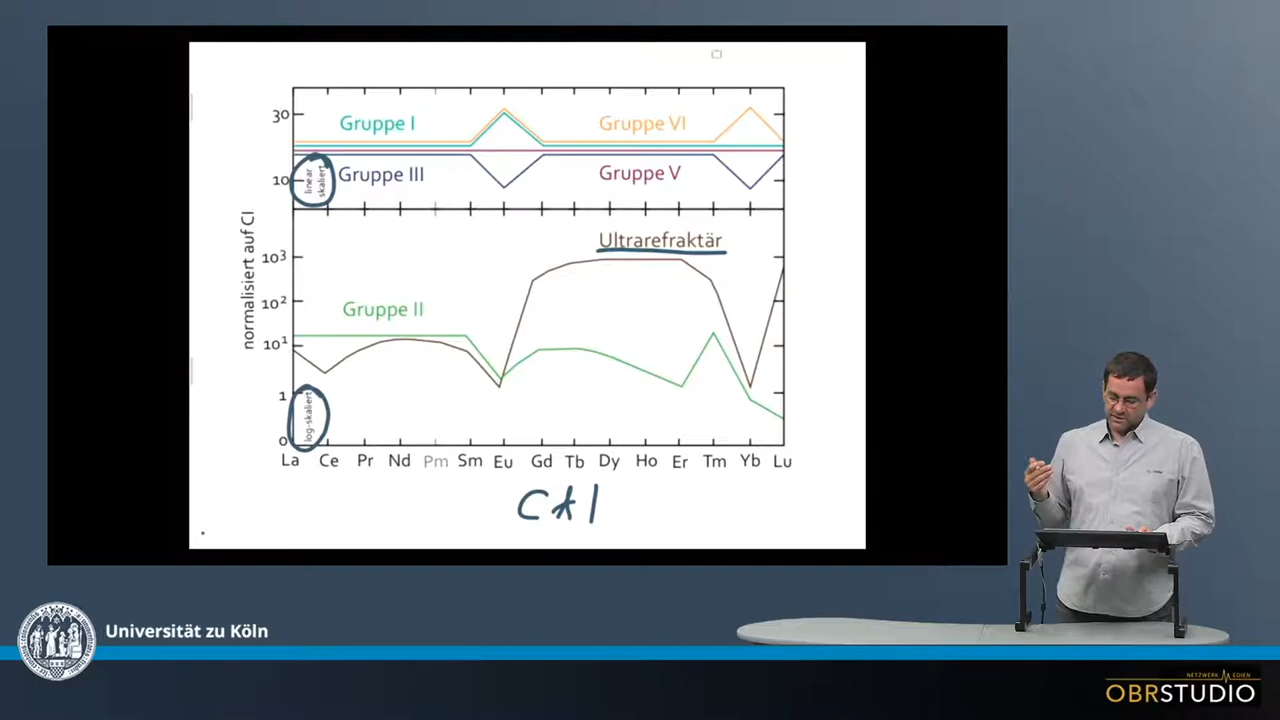 30
Gruppe I
Gruppe VI
10
linear
skaliert
Gruppe III
Gruppe V
normalisiert auf CI
Ultrarefraktär
10³
10²
Gruppe II
10¹
1
log-skaliert
0
La Ce Pr Nd Pm Sm Eu Gd Tb Dy Ho Er Tm Yb Lu
CAI
Universität zu Köln
NETZWERK MEDIEN
OBRSTUDIO